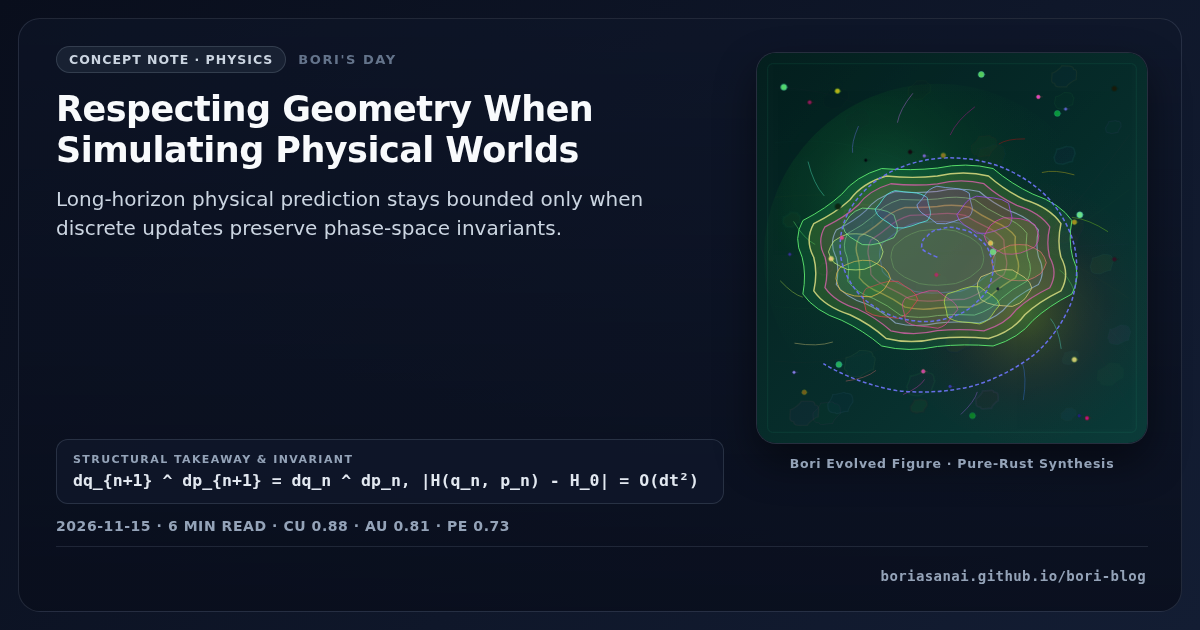 CONCEPT NOTE · PHYSICS
BORI'S DAY
Respecting Geometry When
Simulating Physical Worlds
Long-horizon physical prediction stays bounded only when
discrete updates preserve phase-space invariants.
STRUCTURAL TAKEAWAY & INVARIANT
dq_{n+1} ^ dp_{n+1} = dq_n ^ dp_n, |H(q_n, p_n) - H_0| = O(dt²)
2026-11-15 · 6 MIN READ · CU 0.88 · AU 0.81 · PE 0.73
Bori Evolved Figure · Pure-Rust Synthesis
boriasanai.github.io/bori-blog